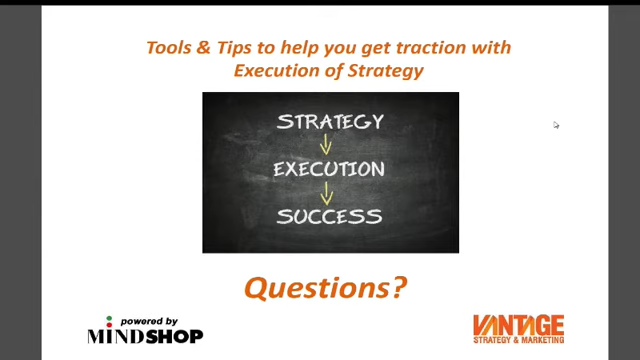 Tools & Tips to help you get traction with
Execution of Strategy
STRATEGY
EXECUTION
SUCCESS
Questions?
powered by
MINDSHOP
VANTAGE
STRATEGY & MARKETING